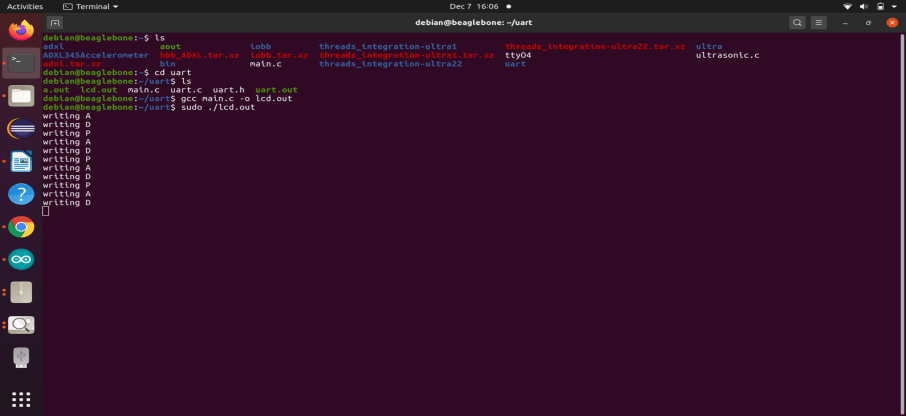 Activities Terminal Dec 7 16:06
debian@beaglebone: ~/uart
debian@beaglebone:~$ ls
adxl aout iobb threads_integration-ultra1 threads_integration-ultra22.tar.xz ultra
ADXL345Accelerometer bbb_ADXL.tar.xz iobb.tar.xz threads_integration-ultra1.tar.xz ttyO4 ultrasonic.c
adxl.tar.xz bin main.c threads_integration-ultra22 uart
debian@beaglebone:~$ cd uart
debian@beaglebone:~/uart$ ls
a.out lcd.out main.c uart.c uart.h uart.out
debian@beaglebone:~/uart$ gcc main.c -o lcd.out
debian@beaglebone:~/uart$ sudo ./lcd.out
writing A
writing D
writing P
writing A
writing D
writing P
writing A
writing D
writing P
writing A
writing D